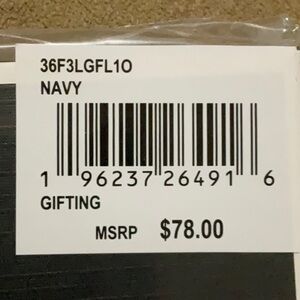 36F3LGFL1O
NAVY
1 96237 26491 6
GIFTING
MSRP $78.00